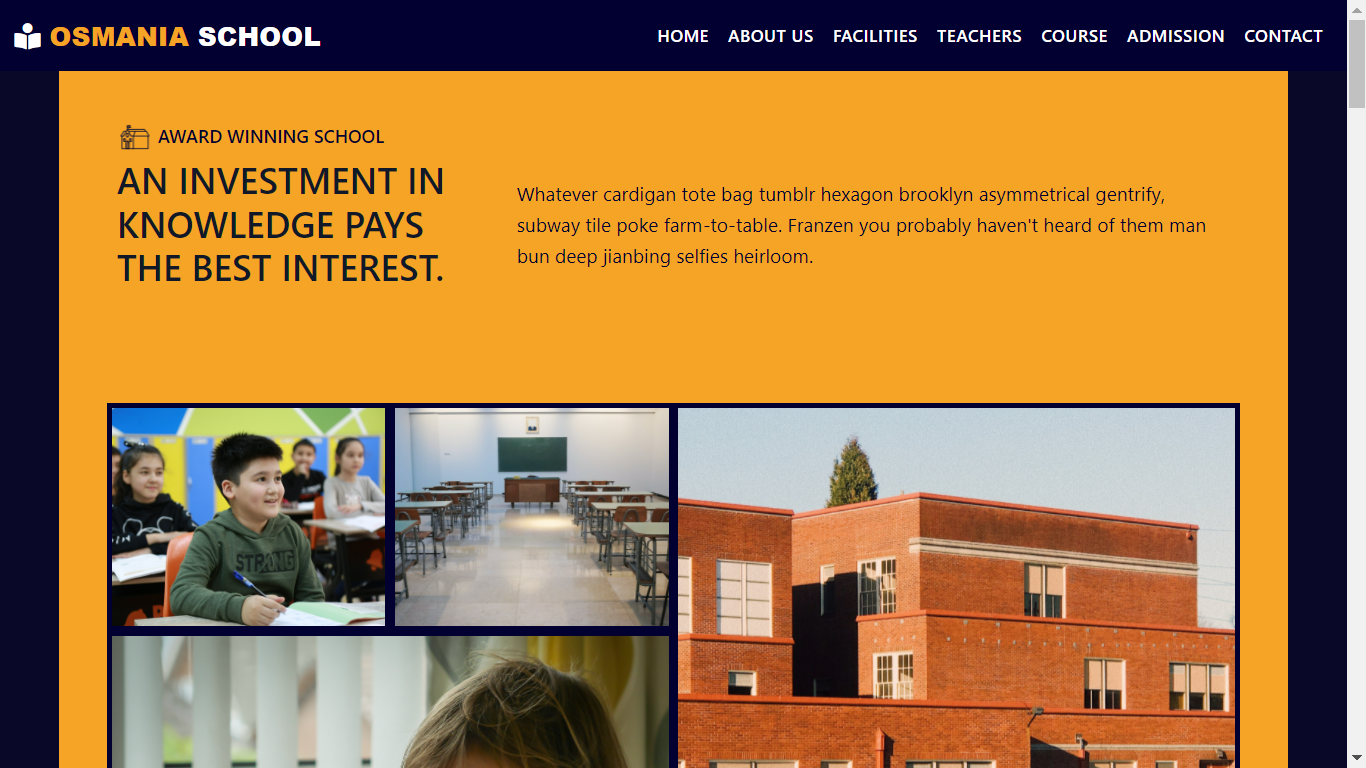 OSMANIA SCHOOL
HOME ABOUT US FACILITIES TEACHERS COURSE ADMISSION CONTACT
AWARD WINNING SCHOOL
AN INVESTMENT IN
KNOWLEDGE PAYS
THE BEST INTEREST.
Whatever cardigan tote bag tumblr hexagon brooklyn asymmetrical gentrify,
subway tile poke farm-to-table. Franzen you probably haven't heard of them man
bun deep jianbing selfies heirloom.
STRONG